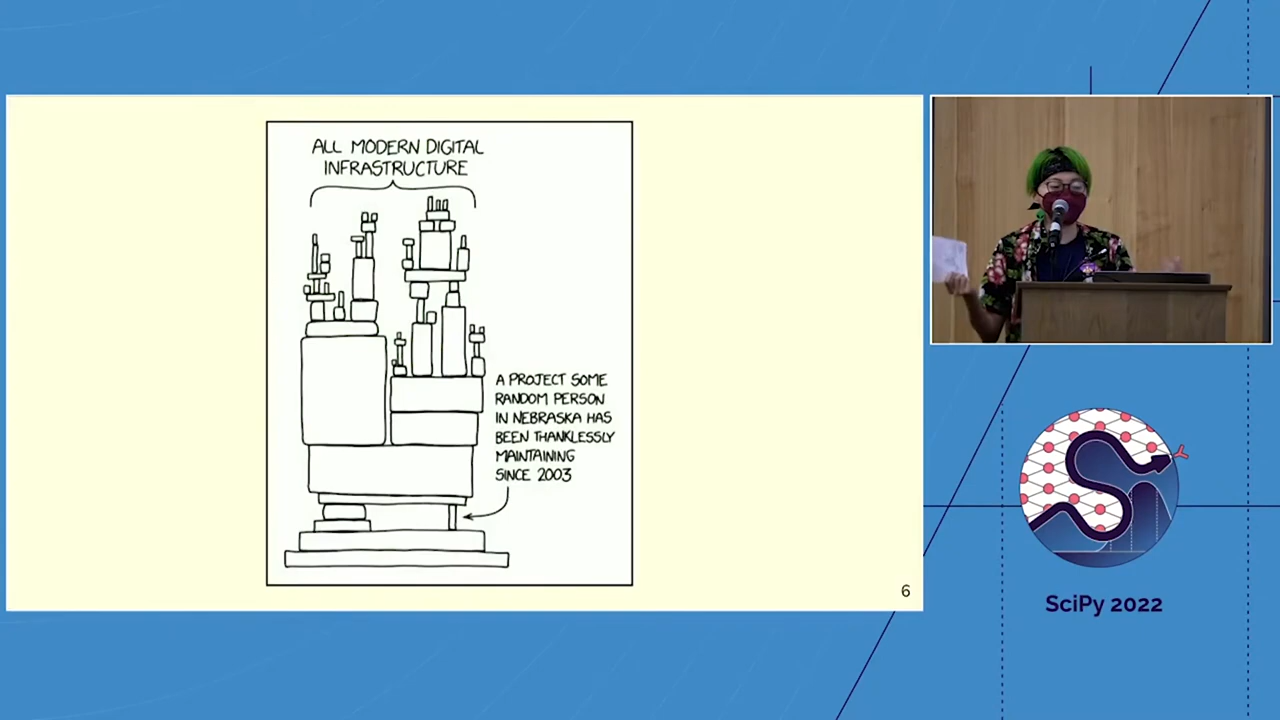 ALL MODERN DIGITAL
INFRASTRUCTURE
A PROJECT SOME
RANDOM PERSON
IN NEBRASKA HAS
BEEN THANKLESSLY
MAINTAINING
SINCE 2003
6
SciPy 2022